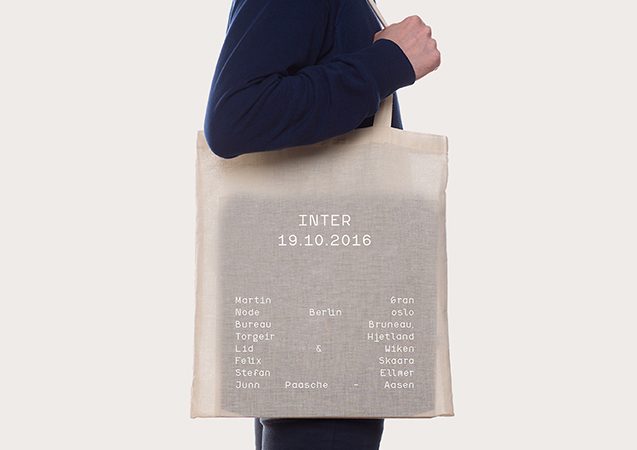 INTER
19.10.2016
Martin Gran
Node Berlin oslo
Bureau Bruneau,
Torgeir Hjetland
Lid & Wiken
Felix Skaara
Stefan Ellmer
Junn Paasche - Aasen